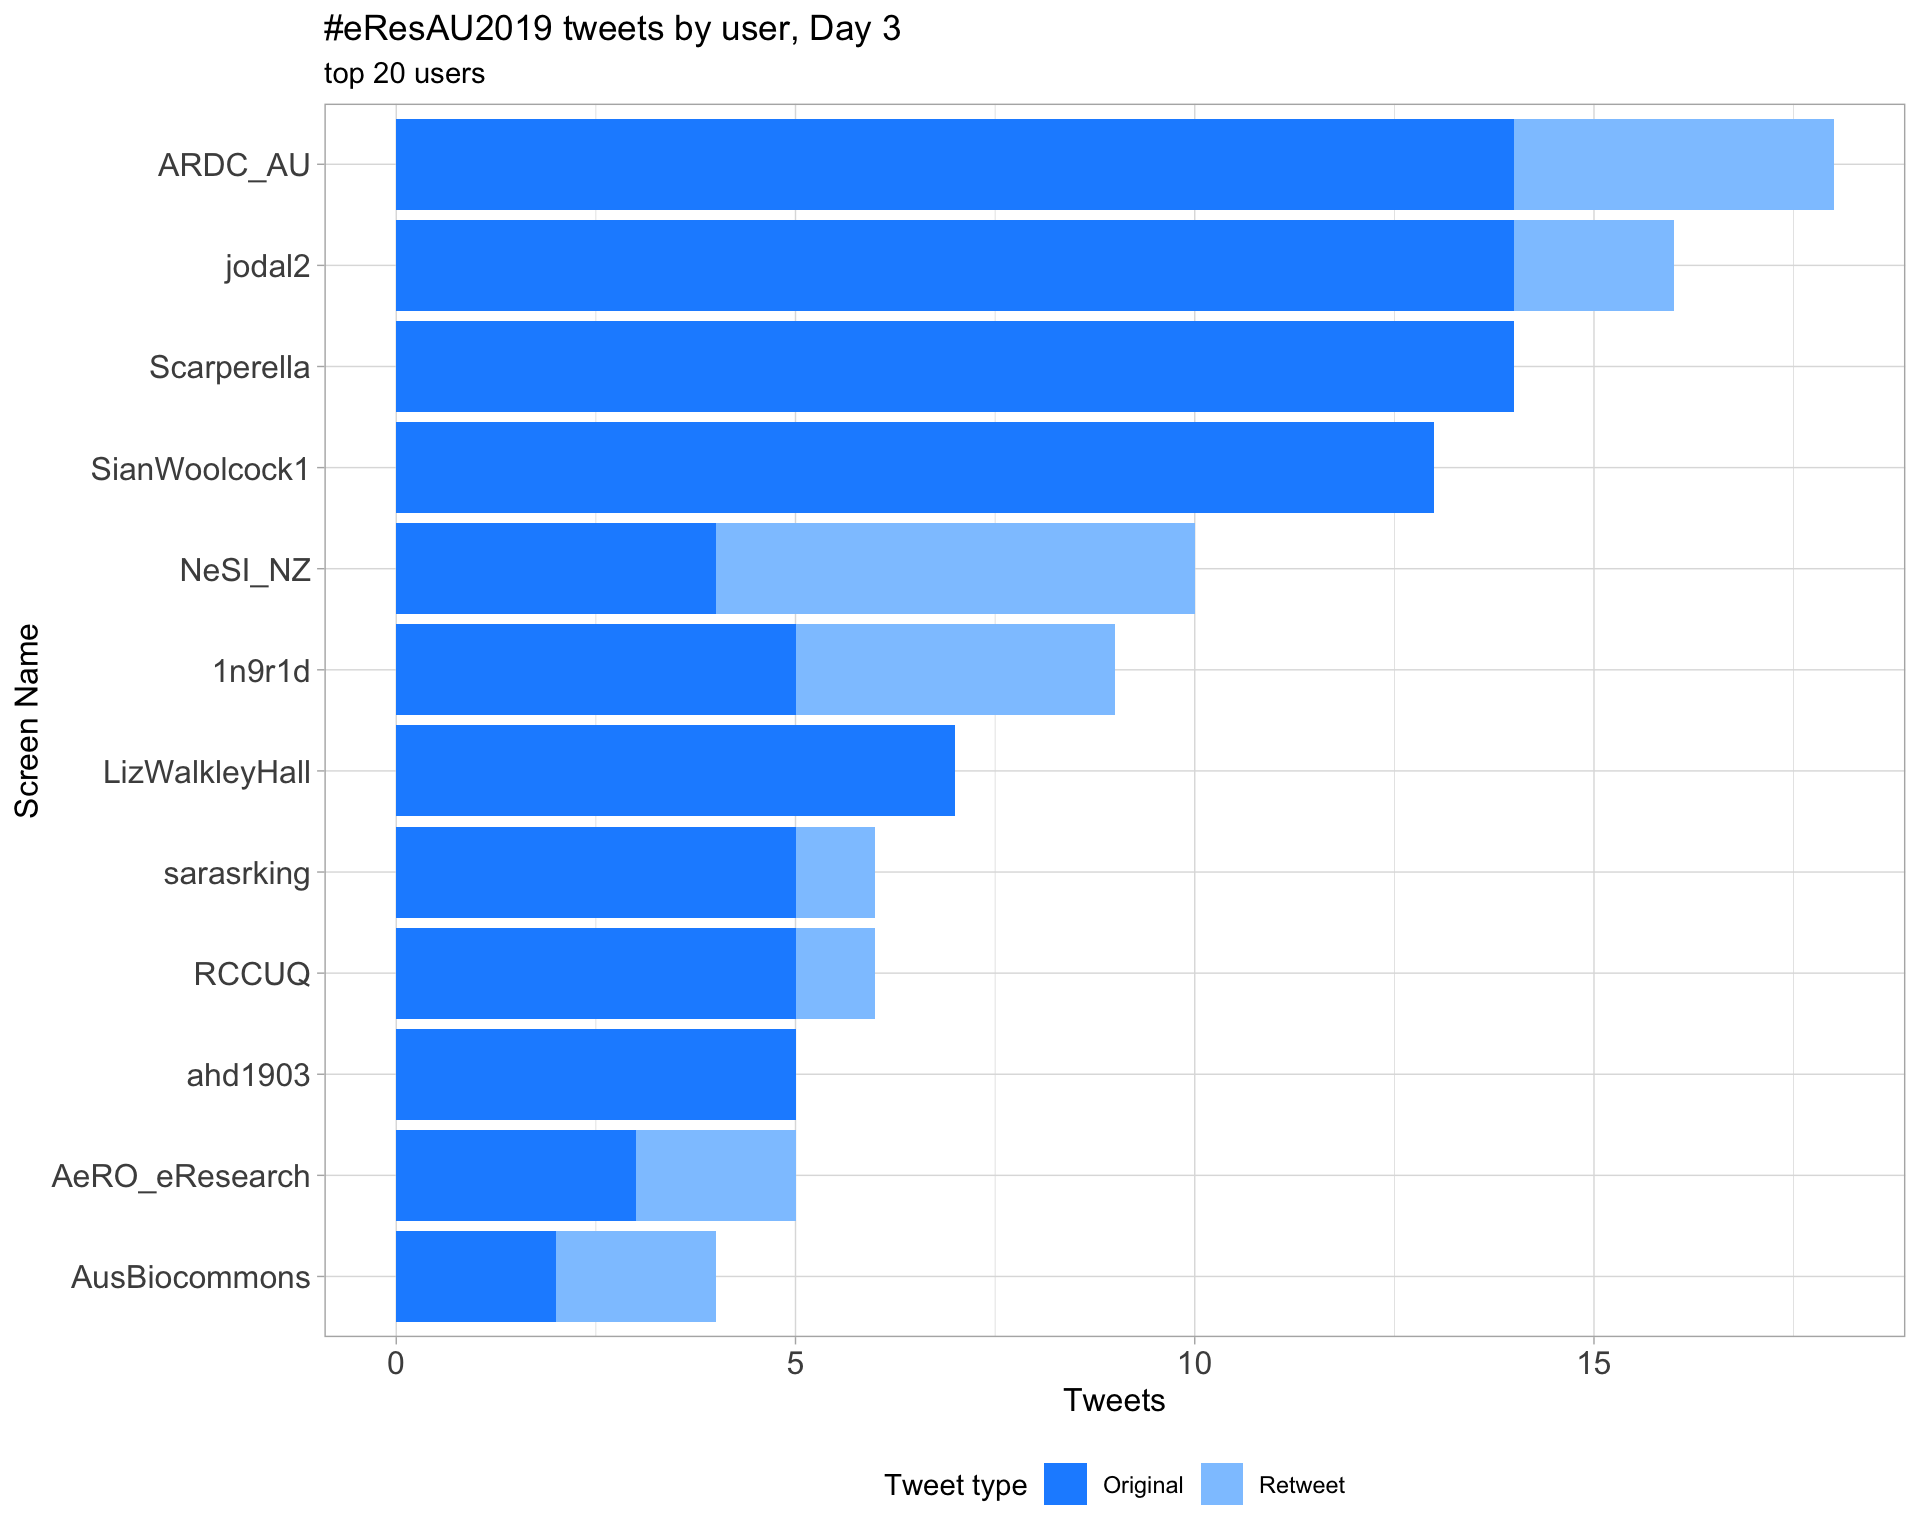 #eResAU2019 tweets by user, Day 3
top 20 users
ARDC_AU
jodal2
Scarperella
SianWoolcock1
NeSI_NZ
1n9r1d
LizWalkleyHall
sarasrking
RCCUQ
ahd1903
AeRO_eResearch
AusBiocommons
Screen Name
0 5 10 15
Tweets
Tweet type Original Retweet